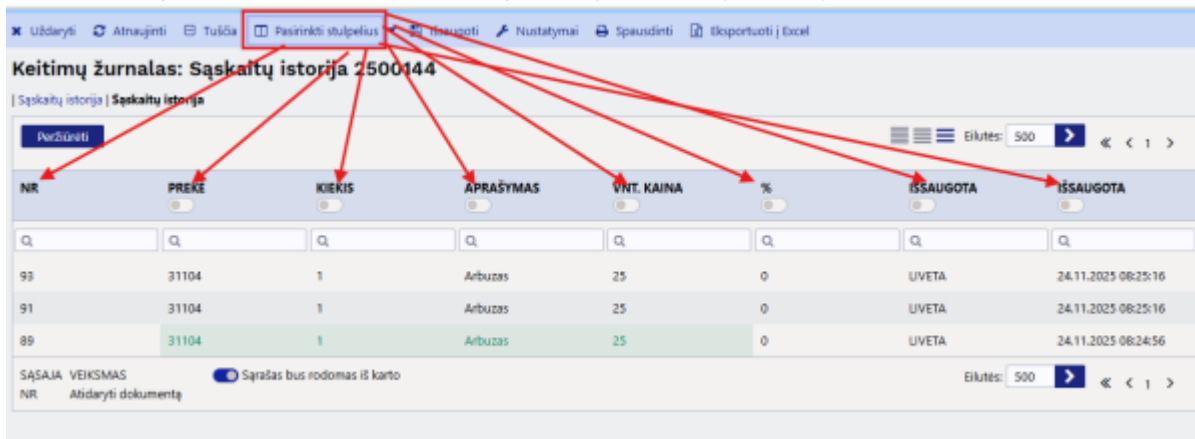 Uždaryti Atnaujinti Tuščia Pasirinkti stulpelius Išsaugoti Nustatymai Spausdinti Eksportuoti į Excel
Keitimų žurnalas: Sąskaitų istorija 2500144
| Sąskaitų istorija | Sąskaitų istorija
Peržiūrėti Eilutės: 500 « < 1 >
NR PREKĖ KIEKIS APRAŠYMAS VNT. KAINA % IŠSAUGOTA IŠSAUGOTA
93 31104 1 Arbuzas 25 0 LIVETA 24.11.2025 08:25:16
91 31104 1 Arbuzas 25 0 LIVETA 24.11.2025 08:25:16
89 31104 1 Arbuzas 25 0 LIVETA 24.11.2025 08:24:56
SĄSAJA VEIKSMAS Sąrašas bus rodomas iš karto Eilutės: 500 « < 1 >
NR Atidaryti dokumentą